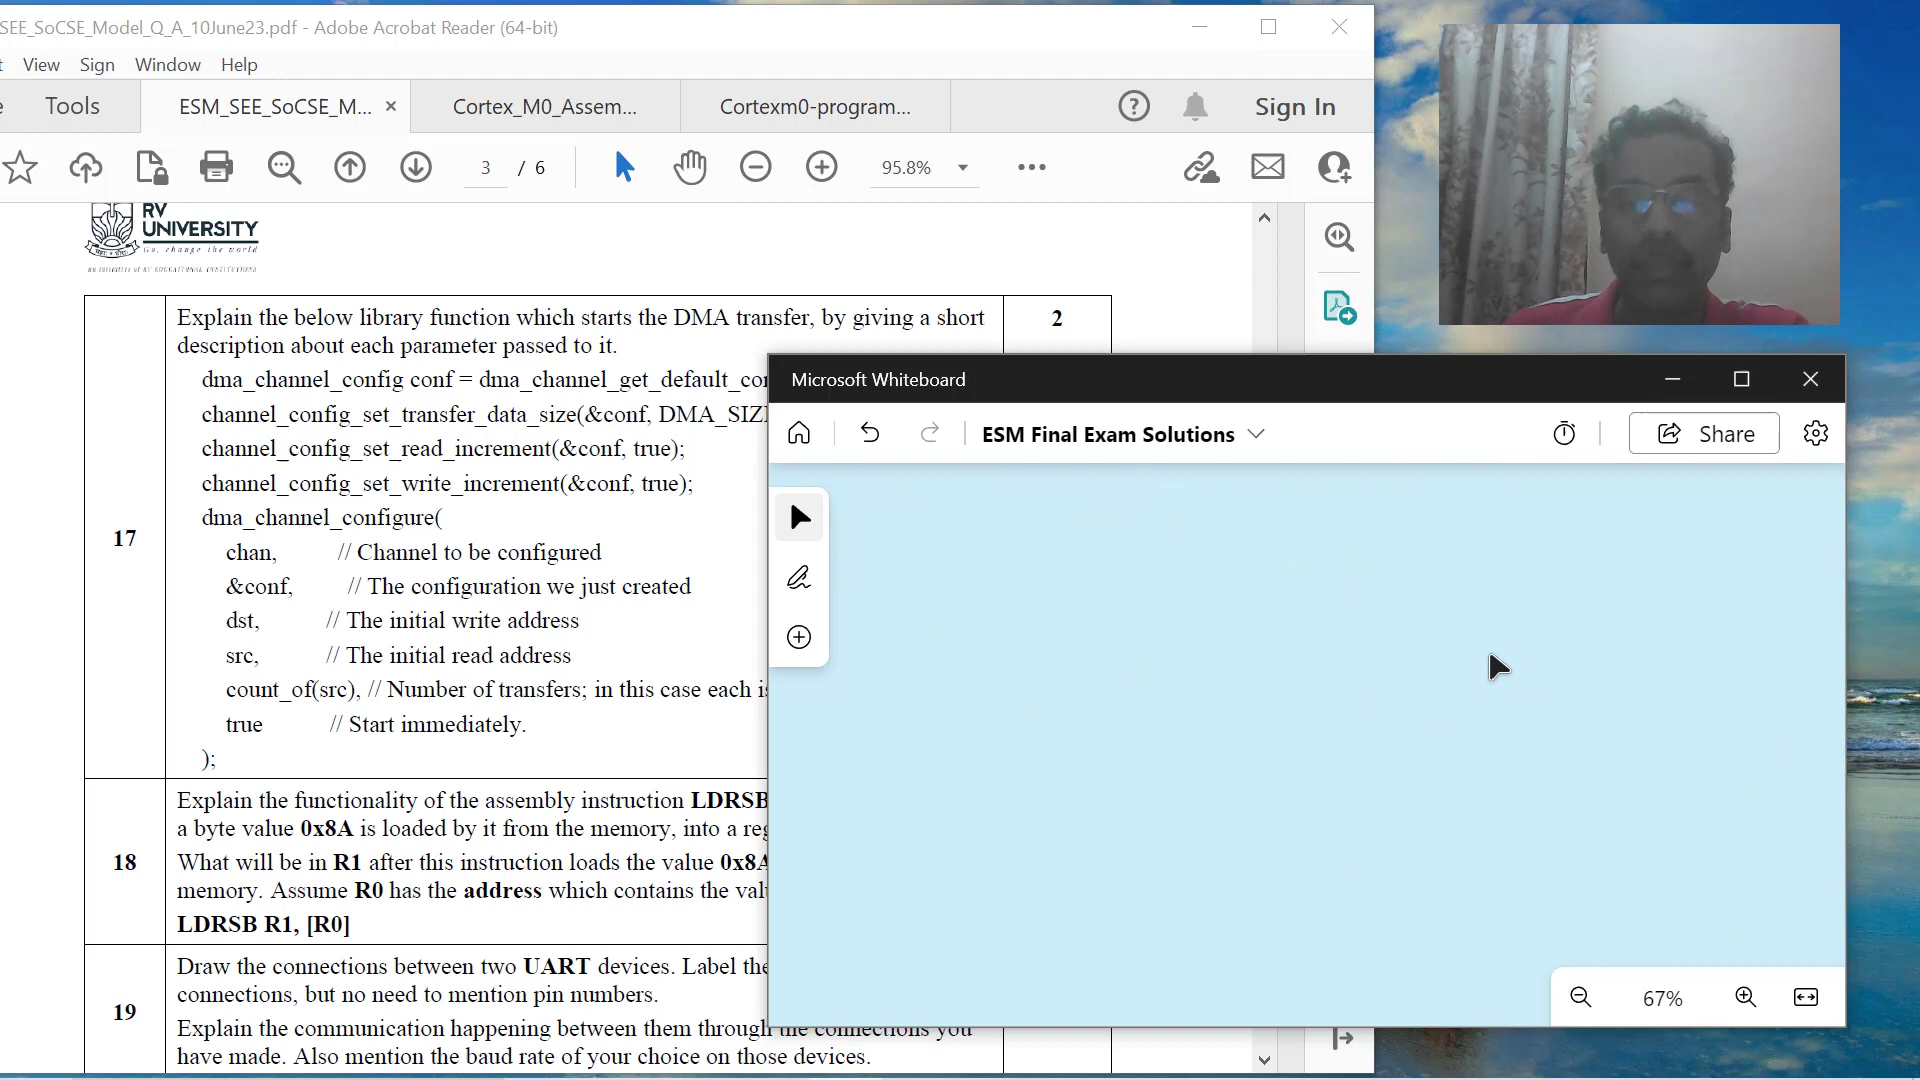 SEE_SoCSE_Model_Q_A_10June23.pdf - Adobe Acrobat Reader (64-bit)
View Sign Window Help
Tools
ESM_SEE_SoCSE_M...
Cortex_M0_Assem...
Cortexm0-program...
Sign In
3 / 6
95.8%
RV
UNIVERSITY
Go, change the world
17
Explain the below library function which starts the DMA transfer, by giving a short
description about each parameter passed to it.
2
dma_channel_config conf = dma_channel_get_default_con
channel_config_set_transfer_data_size(&conf, DMA_SIZE
channel_config_set_read_increment(&conf, true);
channel_config_set_write_increment(&conf, true);
dma_channel_configure(
chan, // Channel to be configured
&conf, // The configuration we just created
dst, // The initial write address
src, // The initial read address
count_of(src), // Number of transfers; in this case each is
true // Start immediately.
);
18
Explain the functionality of the assembly instruction LDRSB
a byte value 0x8A is loaded by it from the memory, into a reg
What will be in R1 after this instruction loads the value 0x8A
memory. Assume R0 has the address which contains the valu
LDRSB R1, [R0]
19
Draw the connections between two UART devices. Label the
connections, but no need to mention pin numbers.
Explain the communication happening between them through the connections you
have made. Also mention the baud rate of your choice on those devices.
Microsoft Whiteboard
ESM Final Exam Solutions
Share
67%